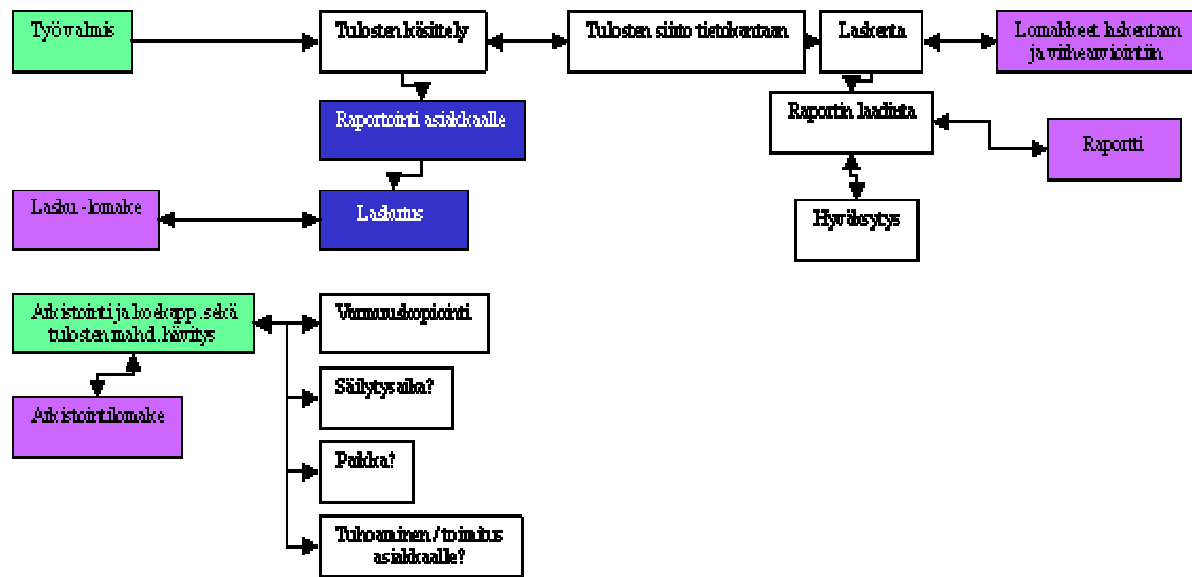 Työ valmis
Tulosten käsittely
Tulosten siirto tietokantaan
Laskenta
Lomakkeet laskentaan
ja virhearviointiin
Raportointi asiakkaalle
Raportin laadinta
Raportti
Lasku -lomake
Laskutus
Hyväksytys
Arkistointi ja koekapp. sekä
tulosten mahd. hävitys
Varmuuskopiointi
Säilytysaika?
Arkistointilomake
Paikka?
Tuhoaminen / toimitus
asiakkaalle?